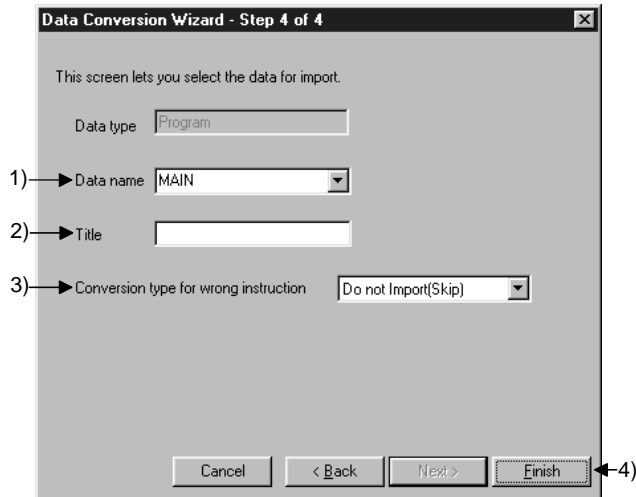 Data Conversion Wizard - Step 4 of 4
This screen lets you select the data for import.
Data type Program
1) Data name MAIN
2) Title
3) Conversion type for wrong instruction Do not Import(Skip)
Cancel < Back Next > Finish 4)